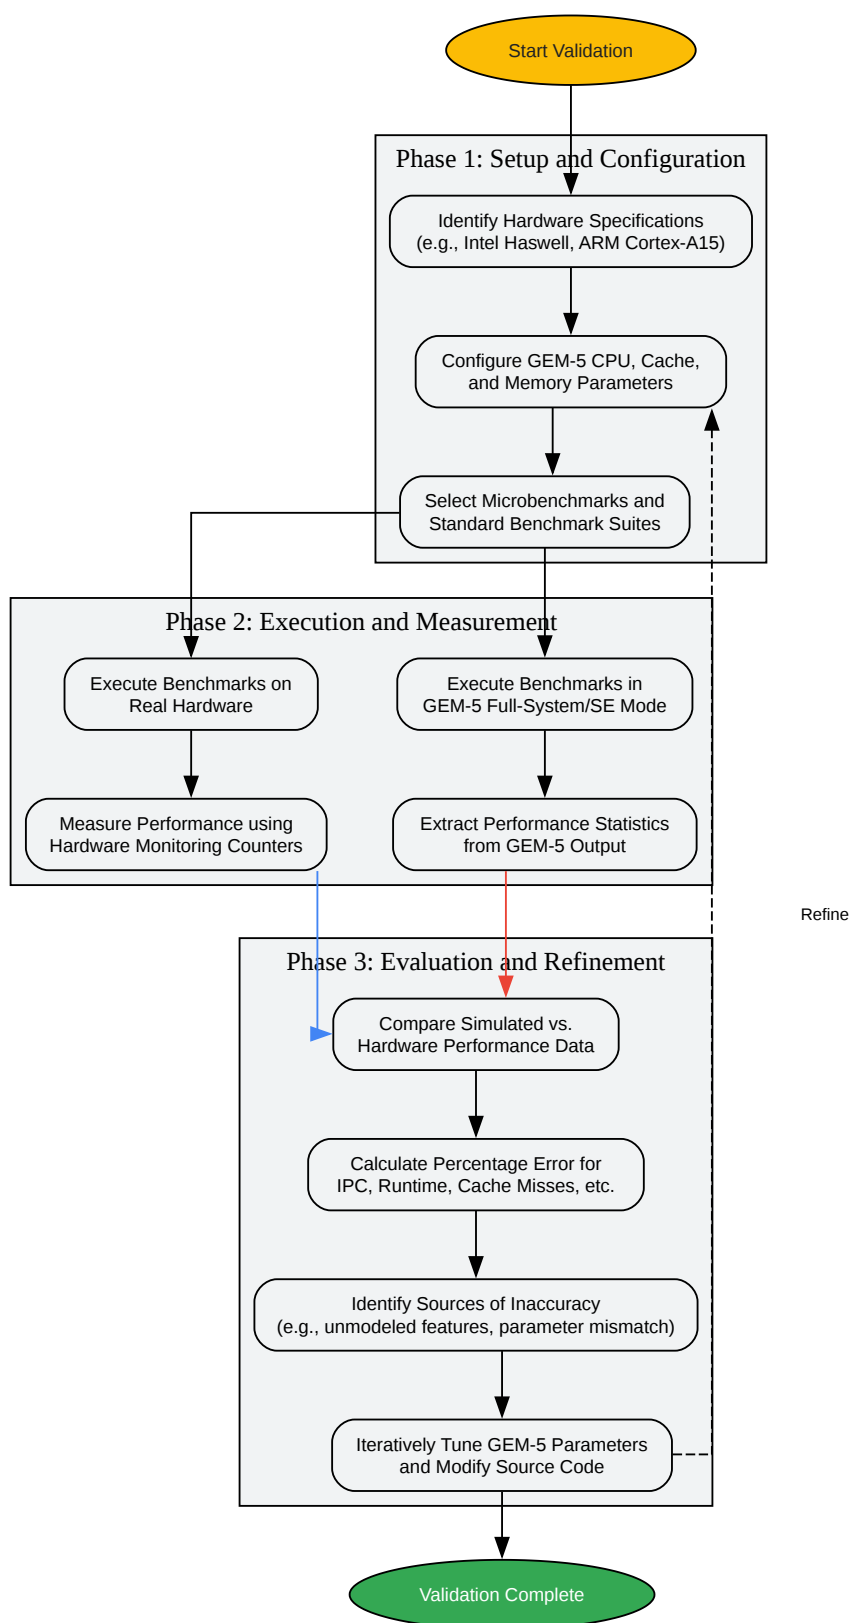 Start Validation
Phase 1: Setup and Configuration
Identify Hardware Specifications
(e.g., Intel Haswell, ARM Cortex-A15)
Configure GEM-5 CPU, Cache,
and Memory Parameters
Select Microbenchmarks and
Standard Benchmark Suites
Phase 2: Execution and Measurement
Execute Benchmarks on
Real Hardware
Execute Benchmarks in
GEM-5 Full-System/SE Mode
Measure Performance using
Hardware Monitoring Counters
Extract Performance Statistics
from GEM-5 Output
Refine
Phase 3: Evaluation and Refinement
Compare Simulated vs.
Hardware Performance Data
Calculate Percentage Error for
IPC, Runtime, Cache Misses, etc.
Identify Sources of Inaccuracy
(e.g., unmodeled features, parameter mismatch)
Iteratively Tune GEM-5 Parameters
and Modify Source Code
Validation Complete